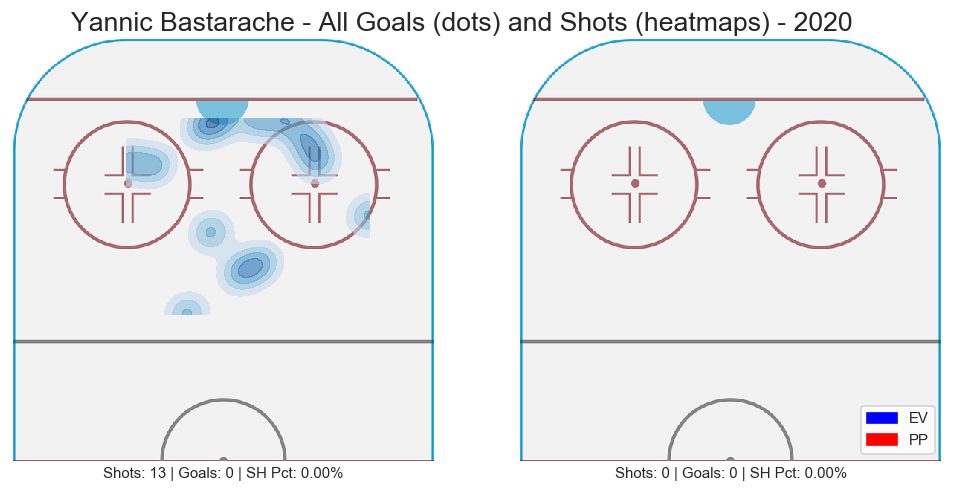 Yannic Bastarache - All Goals (dots) and Shots (heatmaps) - 2020
EV
PP
Shots: 13 | Goals: 0 | SH Pct: 0.00%
Shots: 0 | Goals: 0 | SH Pct: 0.00%